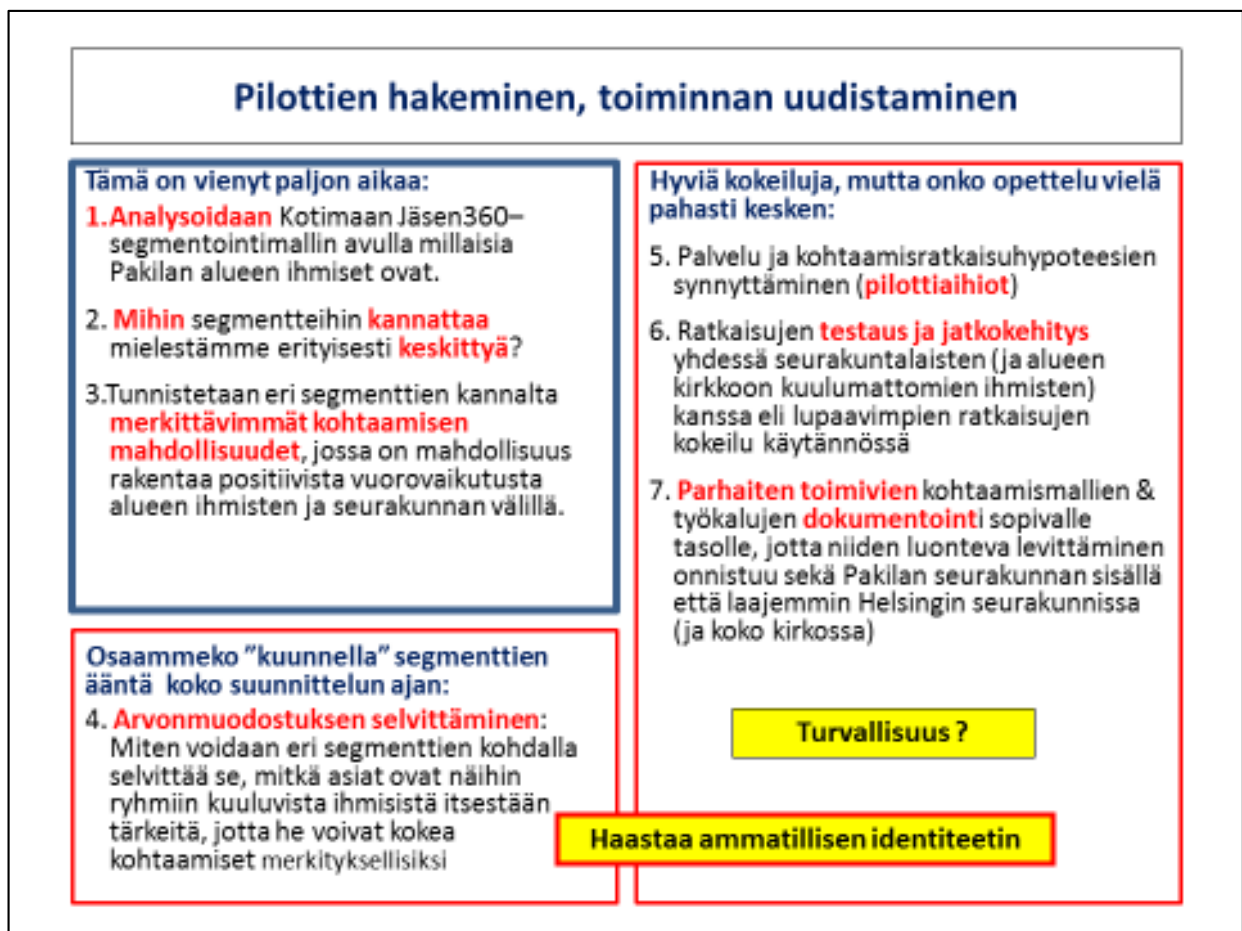 Pilottien hakeminen, toiminnan uudistaminen
Tämä on vienyt paljon aikaa:
1.Analysoidaan Kotimaan Jäsen360–
segmentointimallin avulla millaisia
Pakilan alueen ihmiset ovat.
2. Mihin segmentteihin kannattaa
mielestämme erityisesti keskittyä?
3.Tunnistetaan eri segmenttien kannalta
merkittävimmät kohtaamisen
mahdollisuudet, jossa on mahdollisuus
rakentaa positiivista vuorovaikutusta
alueen ihmisten ja seurakunnan välillä.
Osaammeko ”kuunnella” segmenttien
ääntä koko suunnittelun ajan:
4. Arvonmuodostuksen selvittäminen:
Miten voidaan eri segmenttien kohdalla
selvittää se, mitkä asiat ovat näihin
ryhmiin kuuluvista ihmisistä itsestään
tärkeitä, jotta he voivat kokea
kohtaamiset merkityksellisiksi
Hyviä kokeiluja, mutta onko opettelu vielä
pahasti kesken:
5. Palvelu ja kohtaamisratkaisuhypoteesien
synnyttäminen (pilottiaihiot)
6. Ratkaisujen testaus ja jatkokehitys
yhdessä seurakuntalaisten (ja alueen
kirkkoon kuulumattomien ihmisten)
kanssa eli lupaavimpien ratkaisujen
kokeilu käytännössä
7. Parhaiten toimivien kohtaamismallien &
työkalujen dokumentointi sopivalle
tasolle, jotta niiden luonteva levittäminen
onnistuu sekä Pakilan seurakunnan sisällä
että laajemmin Helsingin seurakunnissa
(ja koko kirkossa)
Turvallisuus ?
Haastaa ammatillisen identiteetin